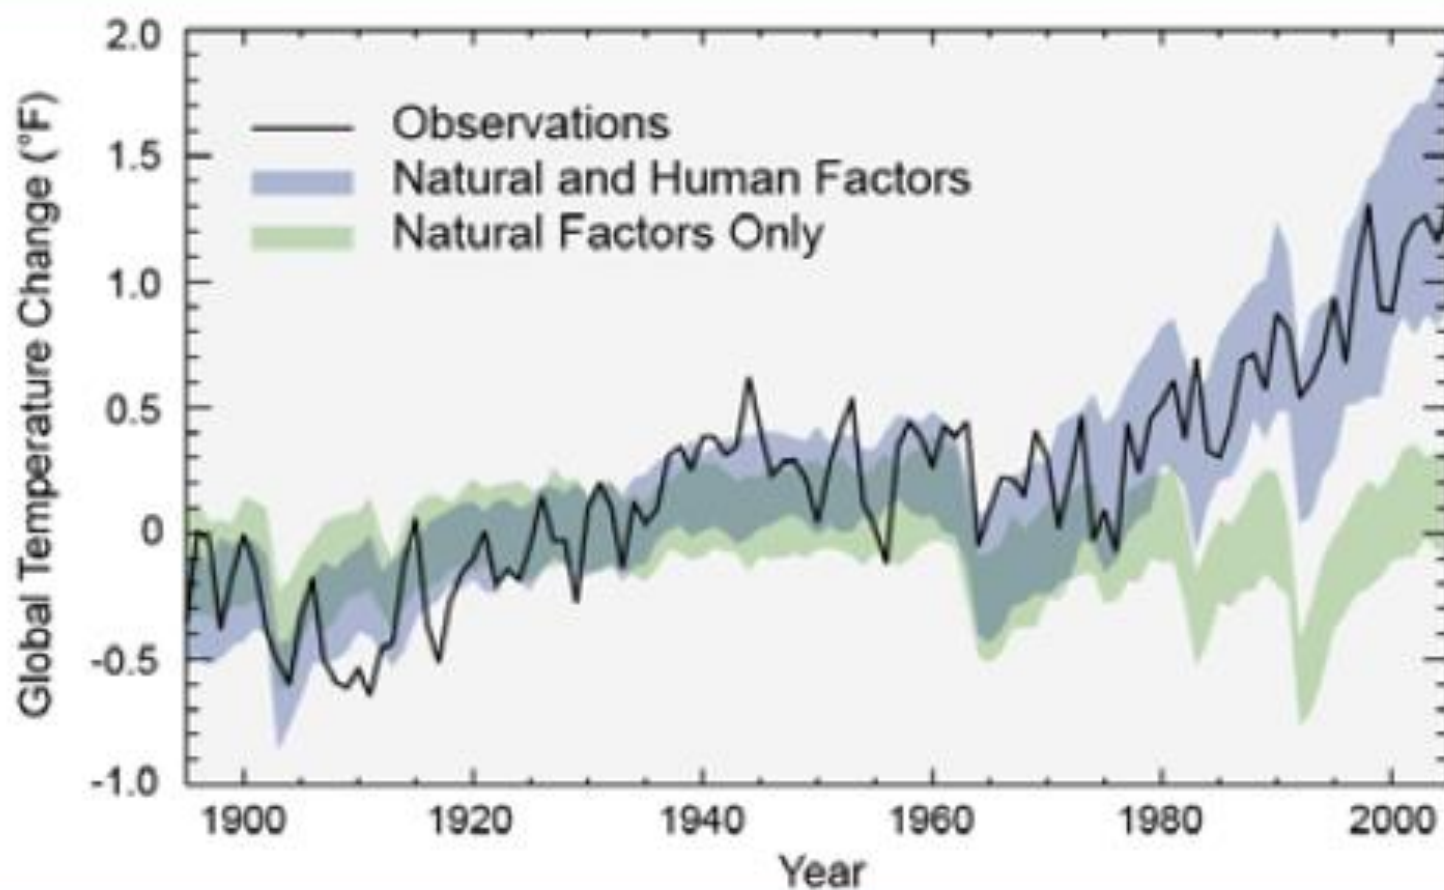 2.0
1.5
1.0
0.5
0
-0.5
-1.0
Global Temperature Change (°F)
Observations
Natural and Human Factors
Natural Factors Only
1900 1920 1940 1960 1980 2000
Year